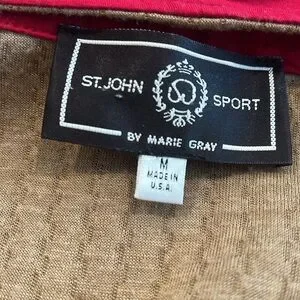 ST. JOHN SPORT
BY MARIE GRAY
M
MADE IN
U.S.A.